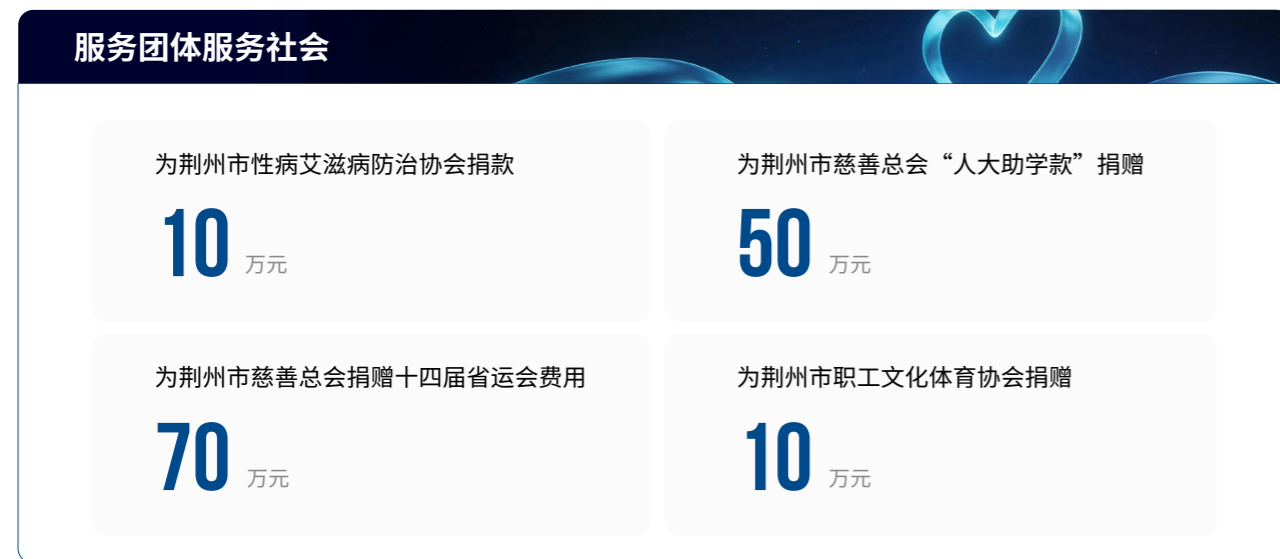 服务团体服务社会
为荆州市性病艾滋病防治协会捐款
10 万元
为荆州市慈善总会“人大助学款”捐赠
50 万元
为荆州市慈善总会捐赠十四届省运会费用
70 万元
为荆州市职工文化体育协会捐赠
10 万元